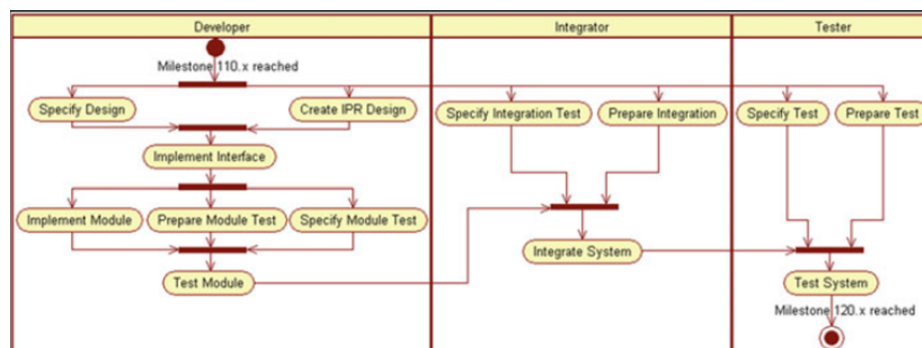 Developer
Integrator
Tester
Milestone 110.x reached
Specify Design
Create IPR Design
Specify Integration Test
Prepare Integration
Specify Test
Prepare Test
Implement Interface
Implement Module
Prepare Module Test
Specify Module Test
Integrate System
Test Module
Test System
Milestone 120.x reached